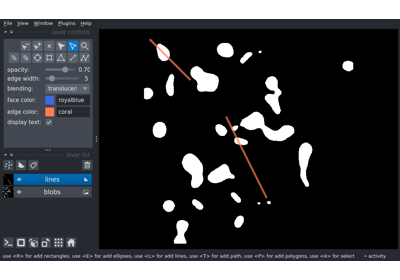 File View Window Plugins Help
layer controls
opacity: 0.70
edge width: 5
blending: translucen
face color: royalblue
edge color: coral
display text:
layer list
lines
blobs
use <R> for add rectangles, use <E> for add ellipses, use <L> for add lines, use <T> for add path, use <P> for add polygons, use <4> for select activity